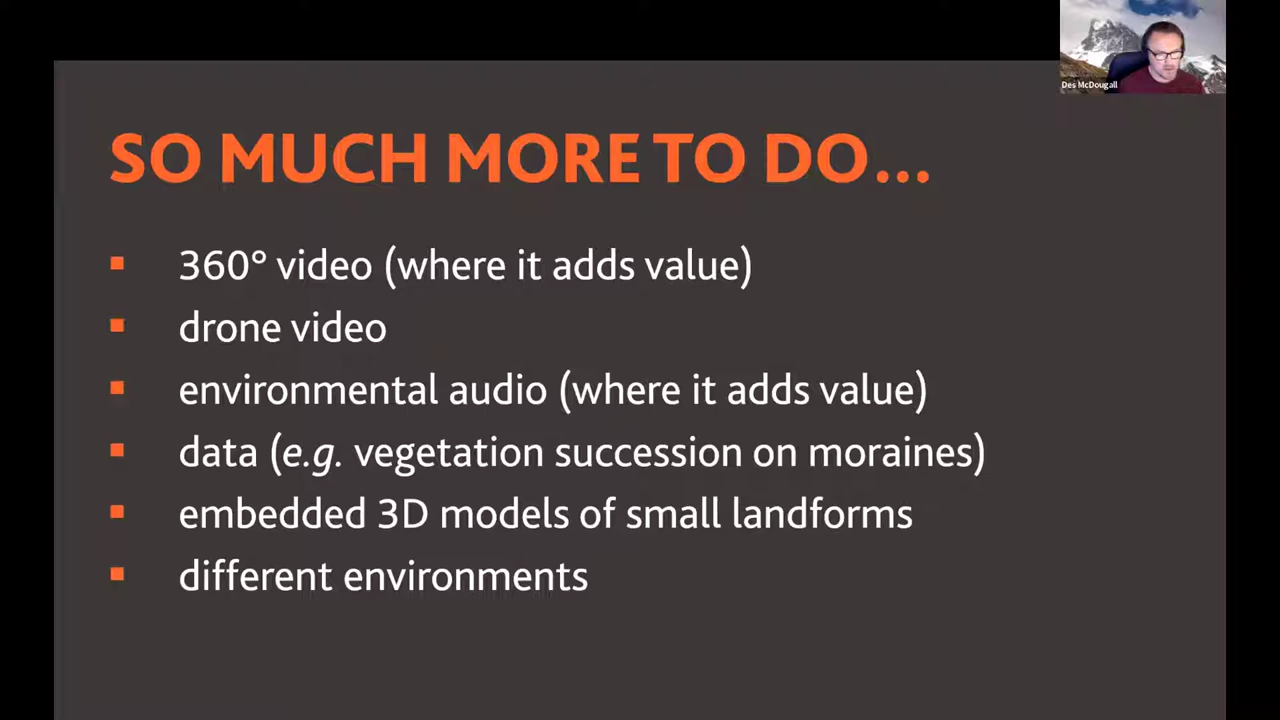 Des McDougall
SO MUCH MORE TO DO...
▪ 360° video (where it adds value)
▪ drone video
▪ environmental audio (where it adds value)
▪ data (e.g. vegetation succession on moraines)
▪ embedded 3D models of small landforms
▪ different environments